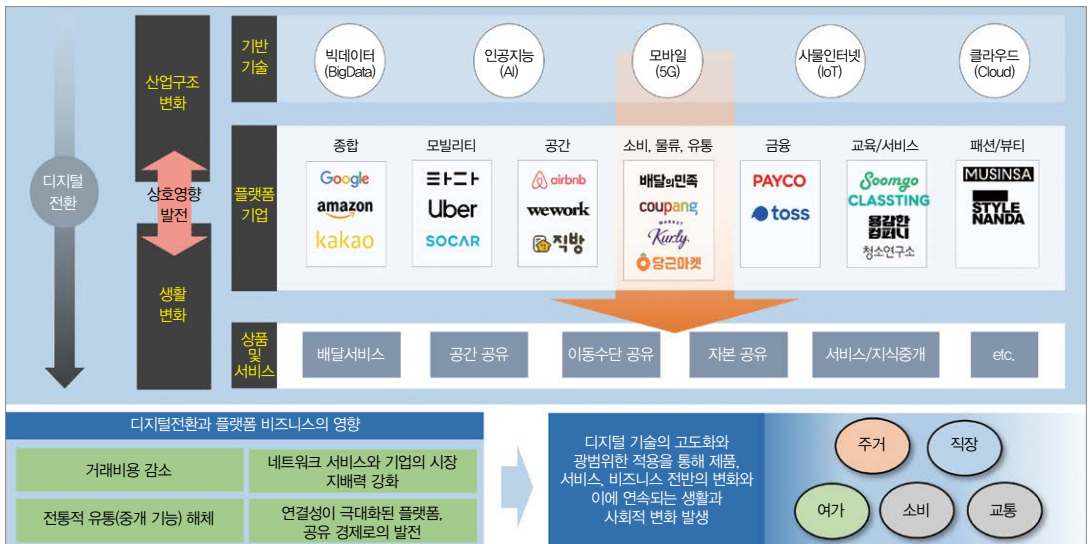 디지털
전환
산업구조
변화
상호영향
발전
생활
변화
기반
기술
빅데이터
(BigData)
인공지능
(AI)
모바일
(5G)
사물인터넷
(IoT)
클라우드
(Cloud)
플랫폼
기업
종합
Google
amazon
kakao
모빌리티
타다
Uber
SOCAR
공간
airbnb
wework
직방
소비, 물류, 유통
배달의민족
coupang
MARKET
Kurly
당근마켓
금융
PAYCO
toss
교육/서비스
Soomgo
CLASSTING
용감한
컴퍼니
청소연구소
패션/뷰티
MUSINSA
STYLE
NANDA
상품
및
서비스
배달서비스
공간 공유
이동수단 공유
자본 공유
서비스/지식중개
etc.
디지털전환과 플랫폼 비즈니스의 영향
거래비용 감소
네트워크 서비스와 기업의 시장
지배력 강화
전통적 유통(중개 기능) 해체
연결성이 극대화된 플랫폼,
공유 경제로의 발전
디지털 기술의 고도화와
광범위한 적용을 통해 제품,
서비스, 비즈니스 전반의 변화와
이에 연속되는 생활과
사회적 변화 발생
주거
직장
여가
소비
교통